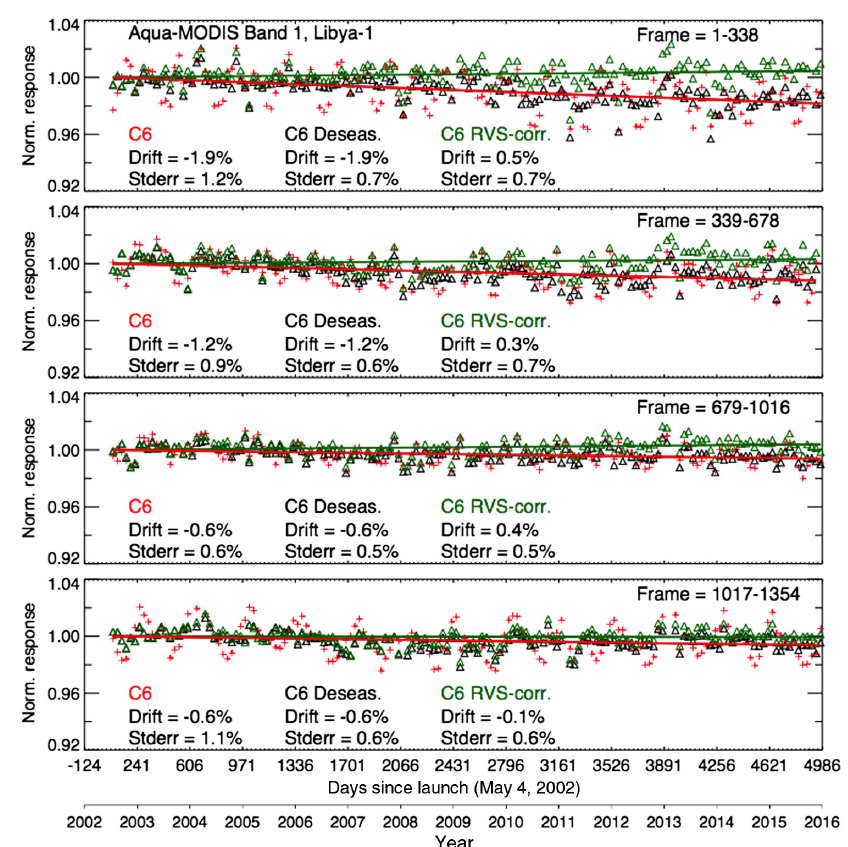 Aqua-MODIS Band 1, Libya-1 Frame = 1-338
1.04
1.00
0.96
0.92
Norm. response
C6 C6 Deseas. C6 RVS-corr.
Drift = -1.9% Drift = -1.9% Drift = 0.5%
Stderr = 1.2% Stderr = 0.7% Stderr = 0.7%
Frame = 339-678
1.04
1.00
0.96
0.92
Norm. response
C6 C6 Deseas. C6 RVS-corr.
Drift = -1.2% Drift = -1.2% Drift = 0.3%
Stderr = 0.9% Stderr = 0.6% Stderr = 0.7%
Frame = 679-1016
1.04
1.00
0.96
0.92
Norm. response
C6 C6 Deseas. C6 RVS-corr.
Drift = -0.6% Drift = -0.6% Drift = 0.4%
Stderr = 0.6% Stderr = 0.5% Stderr = 0.5%
Frame = 1017-1354
1.04
1.00
0.96
0.92
Norm. response
C6 C6 Deseas. C6 RVS-corr.
Drift = -0.6% Drift = -0.6% Drift = -0.1%
Stderr = 1.1% Stderr = 0.6% Stderr = 0.6%
-124 241 606 971 1336 1701 2066 2431 2796 3161 3526 3891 4256 4621 4986
Days since launch (May 4, 2002)
2002 2003 2004 2005 2006 2007 2008 2009 2010 2011 2012 2013 2014 2015 2016
Year